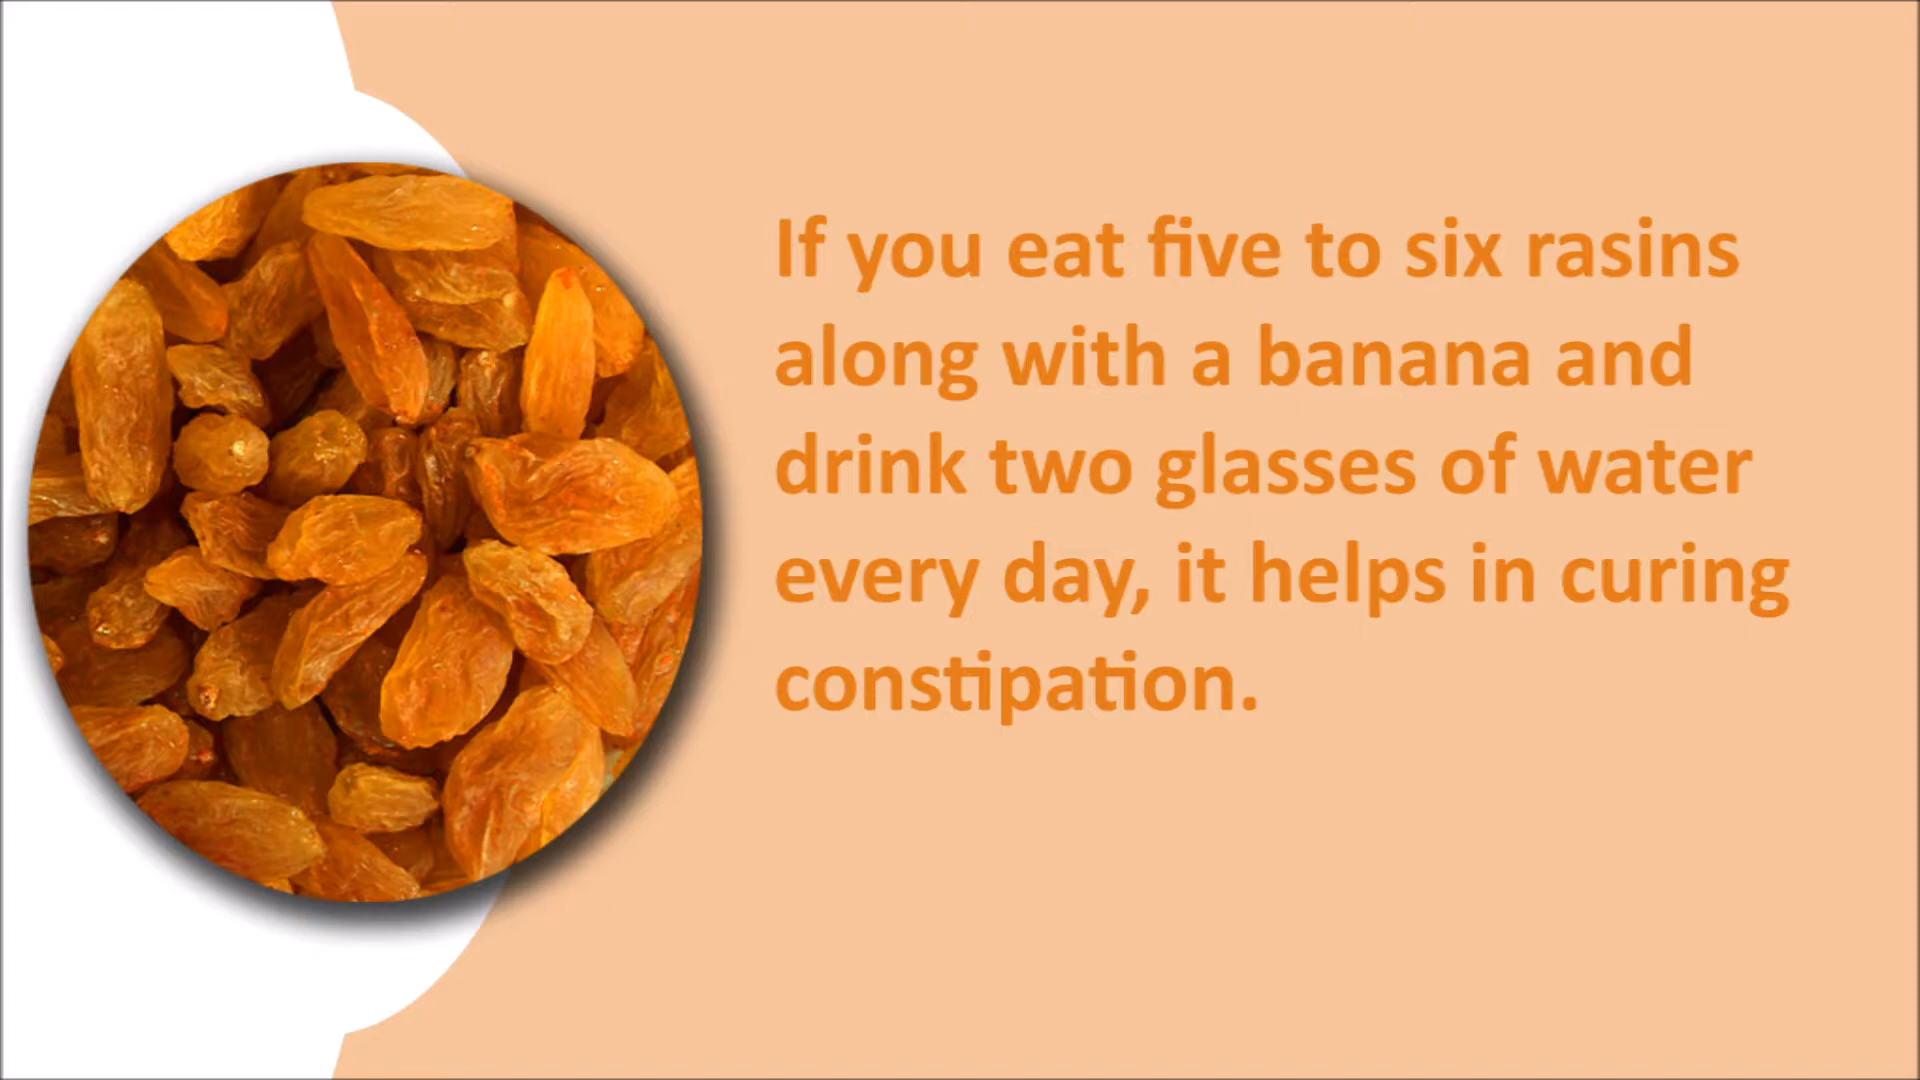 If you eat five to six rasins
along with a banana and
drink two glasses of water
every day, it helps in curing
constipation.